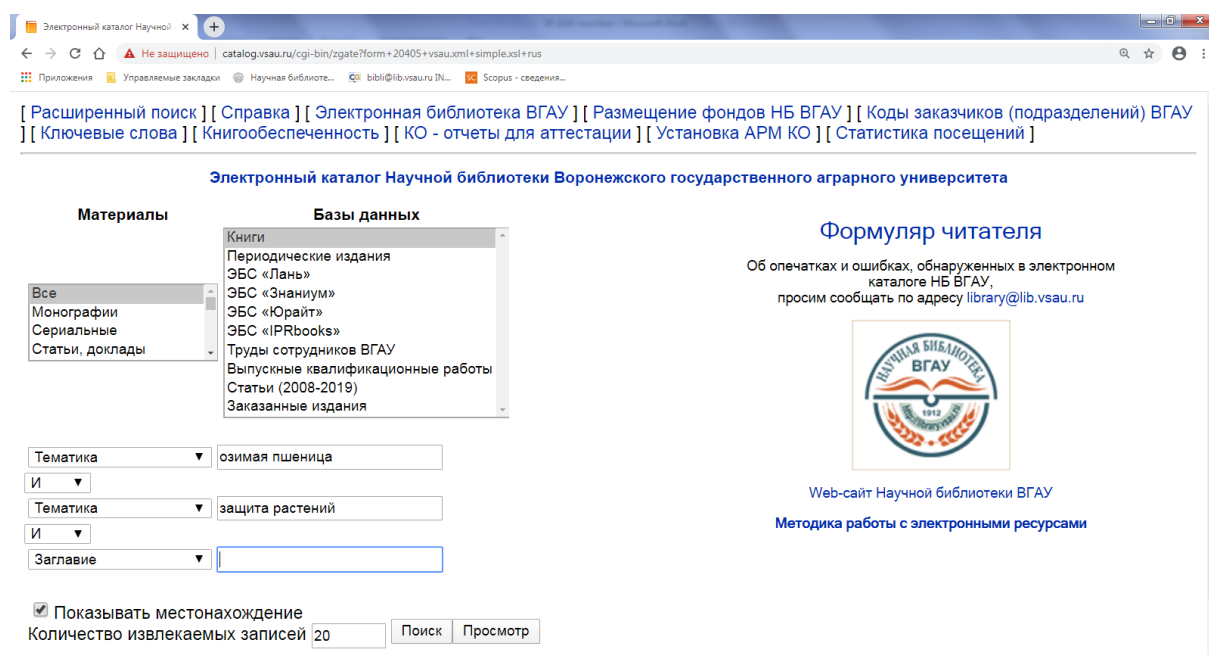 Электронный каталог Научной
Не защищено | catalog.vsau.ru/cgi-bin/zgate?form+20405+vsau.xml+simple.xsl+rus
Приложения Управляемые закладки Научная библиоте... bibli@lib.vsau.ru IN... SC Scopus - сведения...
[ Расширенный поиск ] [ Справка ] [ Электронная библиотека ВГАУ ] [ Размещение фондов НБ ВГАУ ] [ Коды заказчиков (подразделений) ВГАУ
] [ Ключевые слова ] [ Книгообеспеченность ] [ КО - отчеты для аттестации ] [ Установка АРМ КО ] [ Статистика посещений ]
Электронный каталог Научной библиотеки Воронежского государственного аграрного университета
Материалы
Все
Монографии
Сериальные
Статьи, доклады
Базы данных
Книги
Периодические издания
ЭБС «Лань»
ЭБС «Знаниум»
ЭБС «Юрайт»
ЭБС «IPRbooks»
Труды сотрудников ВГАУ
Выпускные квалификационные работы
Статьи (2008-2019)
Заказанные издания
Тематика озимая пшеница
И
Тематика защита растений
И
Заглавие
Показывать местонахождение
Количество извлекаемых записей 20 Поиск Просмотр
Формуляр читателя
Об опечатках и ошибках, обнаруженных в электронном
каталоге НБ ВГАУ,
просим сообщать по адресу library@lib.vsau.ru
НАУЧНАЯ БИБЛИОТЕКА
ВГАУ
1912
Web-сайт Научной библиотеки ВГАУ
Методика работы с электронными ресурсами